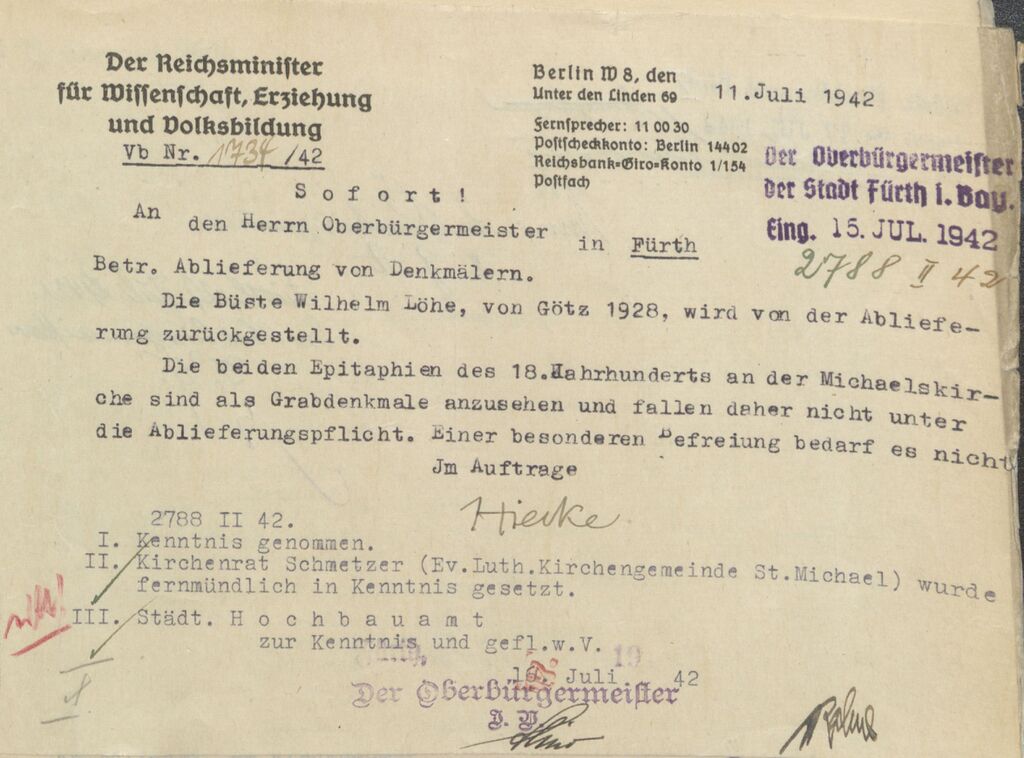 Der Reichsminister
für Wissenschaft, Erziehung
und Volksbildung
Vb Nr. 1734/42
Berlin W 8, den 11.Juli 1942
Unter den Linden 69
Fernsprecher: 11 00 30
Postscheckkonto: Berlin 14402
Reichsbank-Giro-Konto 1/154
Postfach
Der Oberbürgermeister
der Stadt Fürth i. Bay.
Eing. 15. JUL. 1942
2788 II 42
Sofort!
An
den Herrn Oberbürgermeister
in Fürth
Betr. Ablieferung von Denkmälern.
Die Büste Wilhelm Löhe, von Götz 1928, wird von der Abliefe-
rung zurückgestellt.
Die beiden Epitaphien des 18.Jahrhunderts an der Michaelskir-
che sind als Grabdenkmale anzusehen und fallen daher nicht unter
die Ablieferungspflicht. Einer besonderen Befreiung bedarf es nicht
Jm Auftrage
Hiecke
2788 II 42.
I. Kenntnis genommen.
II. Kirchenrat Schmetzer (Ev.Luth.Kirchengemeinde St.Michael) wurde
fernmündlich in Kenntnis gesetzt.
III. Städt. Hochbauamt
zur Kenntnis und gefl.w.V.
Fürth, 16. Juli 1942
Der Oberbürgermeister
J. V.